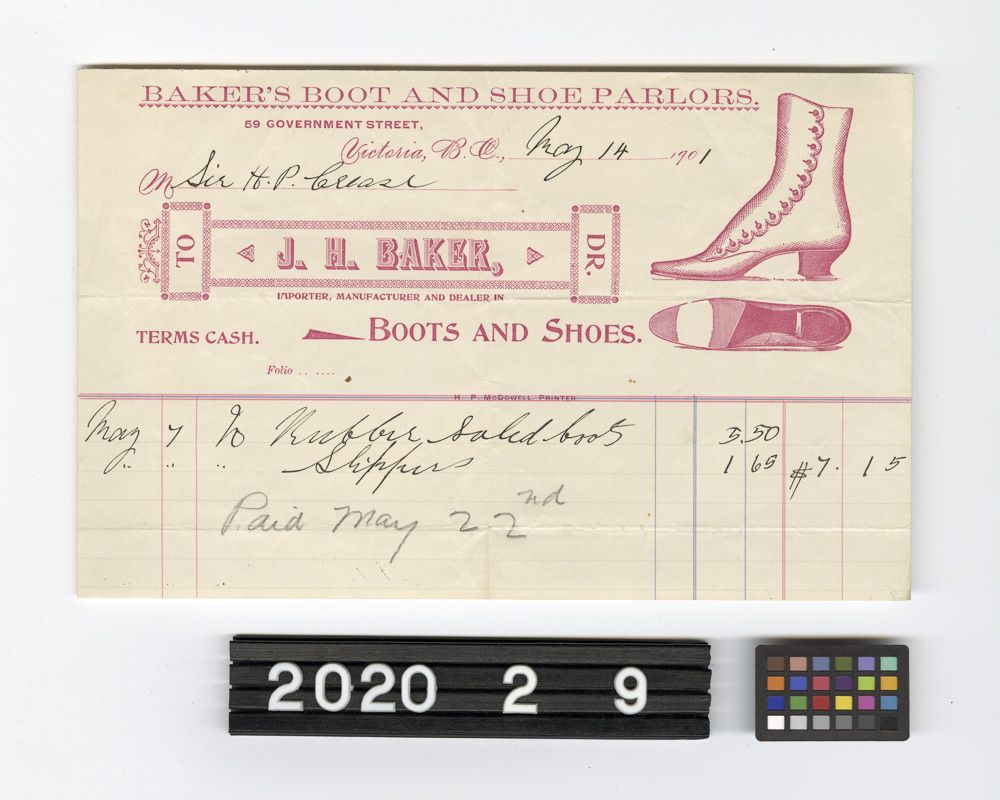 BAKER'S BOOT AND SHOE PARLORS.
59 GOVERNMENT STREET,
Victoria, B. C., May 14 1901
M Sir H. P. Crease
TO J. H. BAKER, DR.
IMPORTER, MANUFACTURER AND DEALER IN
TERMS CASH. BOOTS AND SHOES.
Folio .. ....
H. P. McDOWELL, PRINTER.
May 7 To Rubber soled boots 5.50
" " " Slippers 1 65 $7. 15
Paid May 22nd
2020 2 9